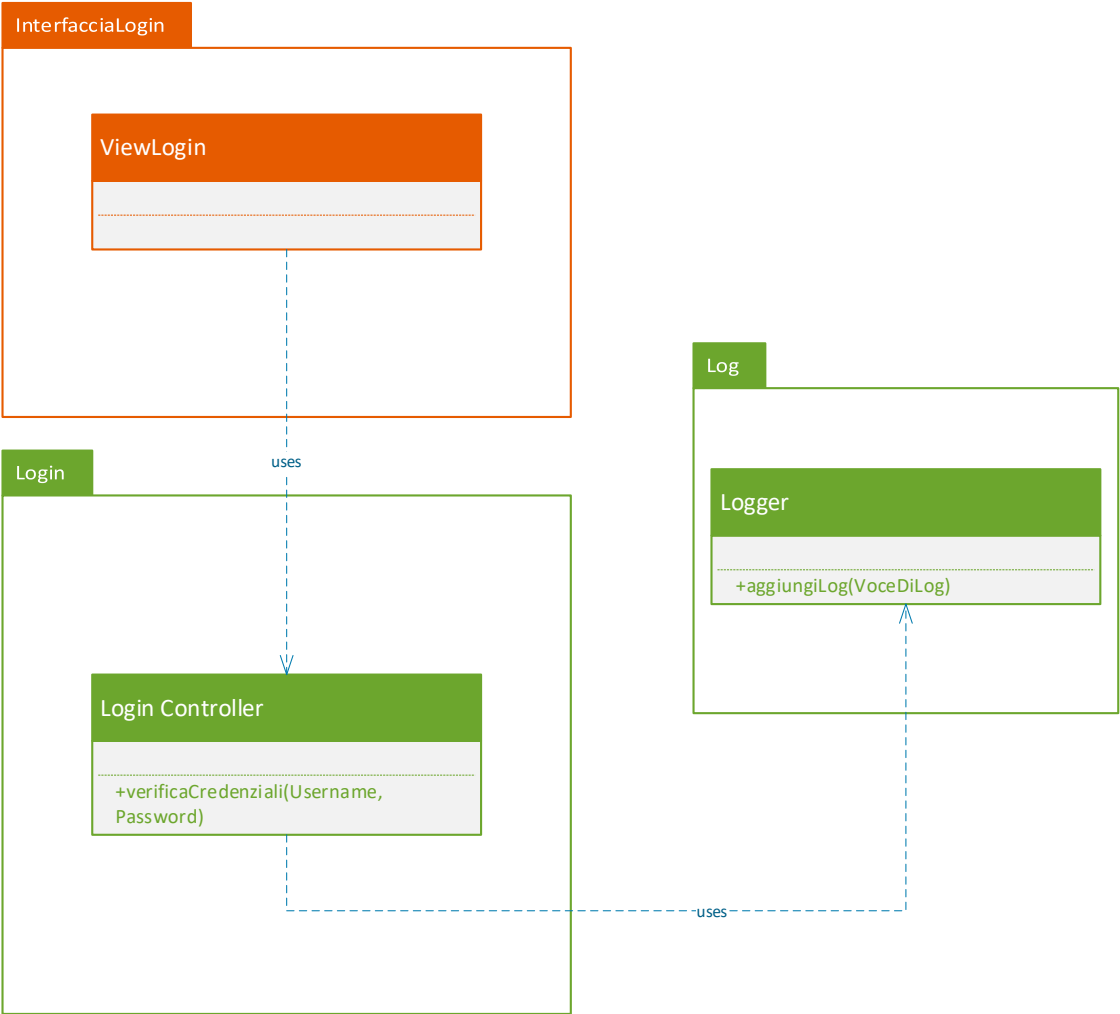 InterfacciaLogin
ViewLogin
uses
Log
Login
Logger
+aggiungiLog(VoceDiLog)
Login Controller
+verificaCredenziali(Username,
Password)
uses